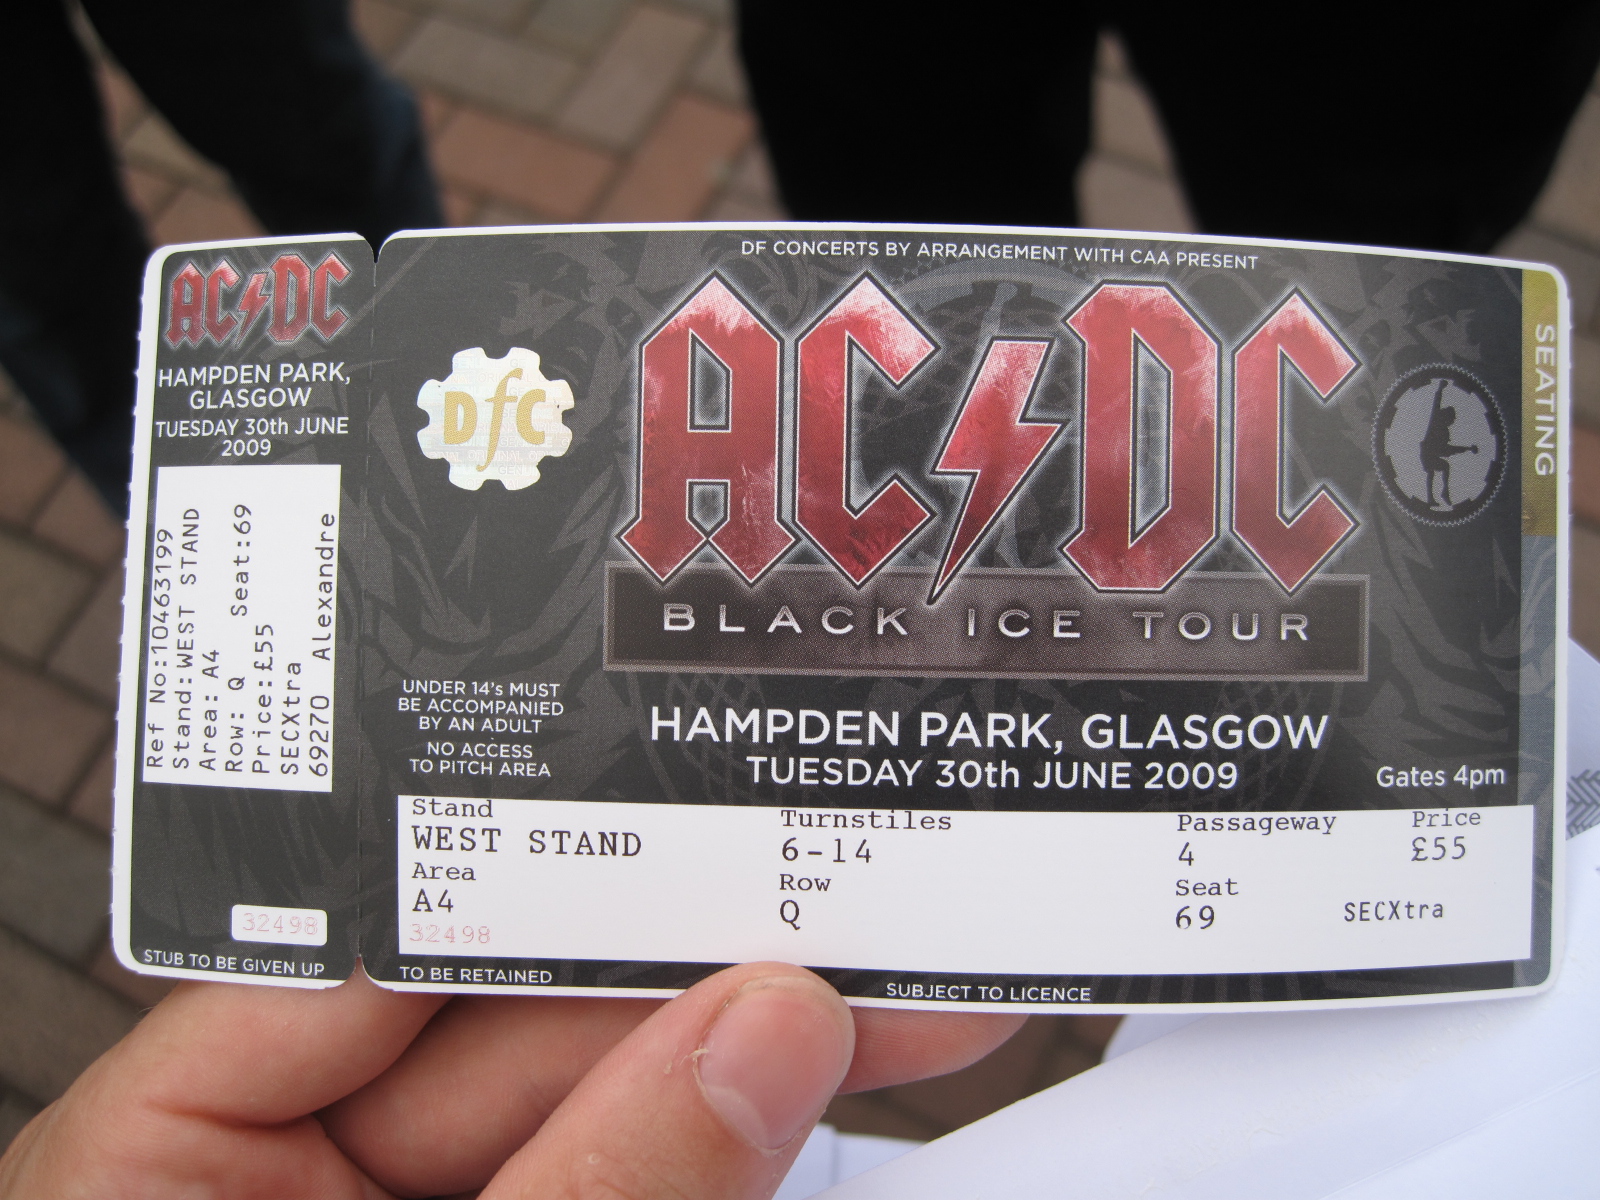 AC DC
HAMPDEN PARK,
GLASGOW
TUESDAY 30th JUNE
2009
Ref No:10463199
Stand:WEST STAND
Area: A4
Row: Q Seat:69
Price:£55
SECXtra
69270 Alexandre
32498
STUB TO BE GIVEN UP
DF CONCERTS BY ARRANGEMENT WITH CAA PRESENT
DfC
AC DC
BLACK ICE TOUR
SEATING
UNDER 14's MUST
BE ACCOMPANIED
BY AN ADULT
NO ACCESS
TO PITCH AREA
HAMPDEN PARK, GLASGOW
TUESDAY 30th JUNE 2009
Gates 4pm
Stand Turnstiles Passageway Price
WEST STAND 6-14 4 £55
Area Row Seat
A4 Q 69 SECXtra
32498
TO BE RETAINED
SUBJECT TO LICENCE